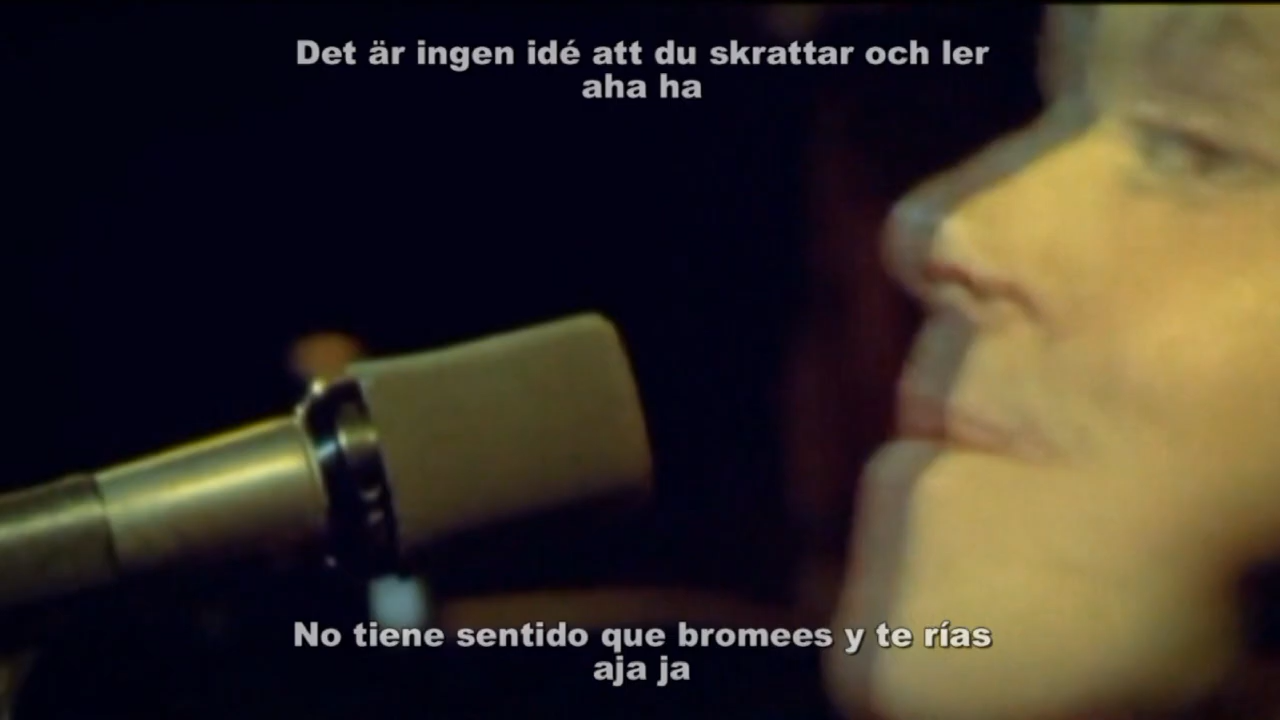 Det är ingen idé att du skrattar och ler
aha ha
No tiene sentido que bromees y te rías
aja ja